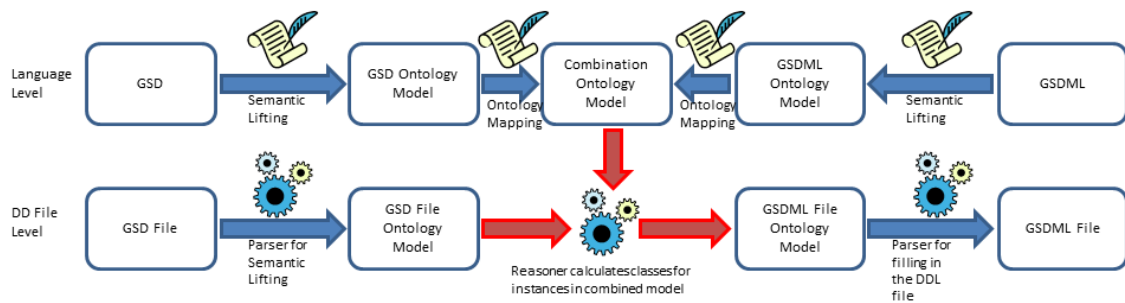 Language
Level
GSD
Semantic
Lifting
GSD Ontology
Model
Ontology
Mapping
Combination
Ontology
Model
Ontology
Mapping
GSDML
Ontology
Model
Semantic
Lifting
GSDML
DD File
Level
GSD File
Parser for
Semantic
Lifting
GSD File
Ontology
Model
Reasoner calculates classes for
instances in combined model
GSDML File
Ontology
Model
Parser for
filling in
the DDL
file
GSDML File